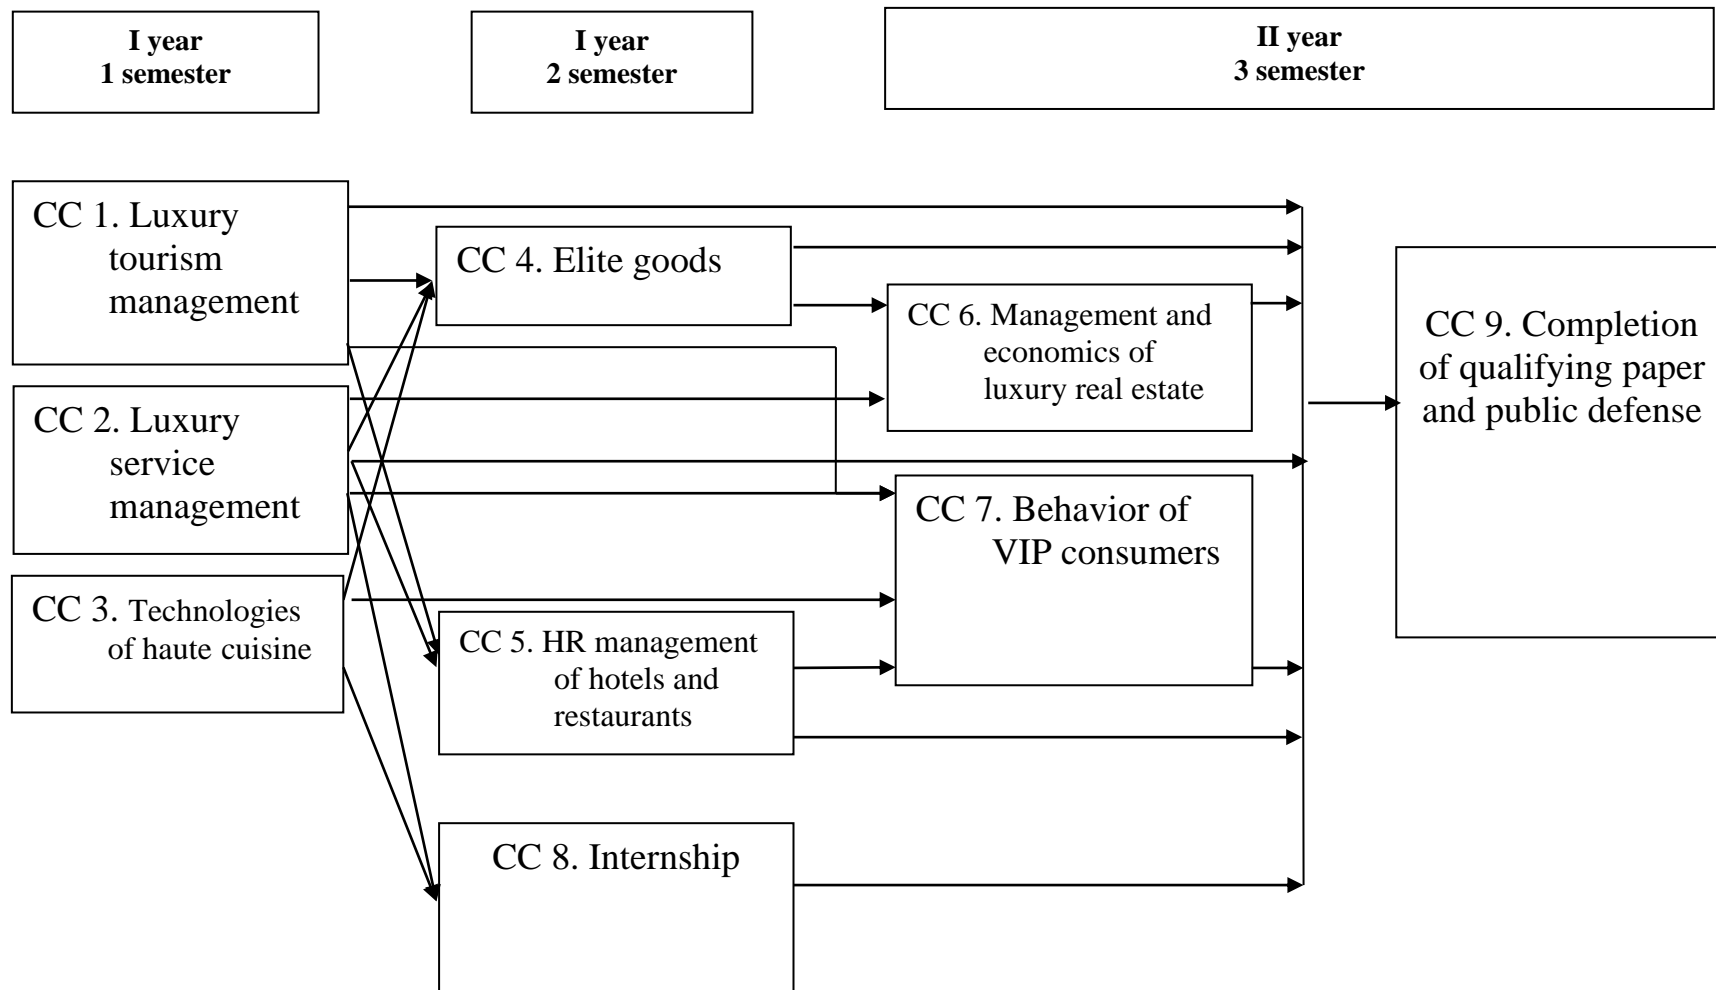 I year
1 semester
I year
2 semester
II year
3 semester
CC 1. Luxury
tourism
management
CC 2. Luxury
service
management
CC 3. Technologies
of haute cuisine
CC 4. Elite goods
CC 5. HR management
of hotels and
restaurants
CC 8. Internship
CC 6. Management and
economics of
luxury real estate
CC 7. Behavior of
VIP consumers
CC 9. Completion
of qualifying paper
and public defense